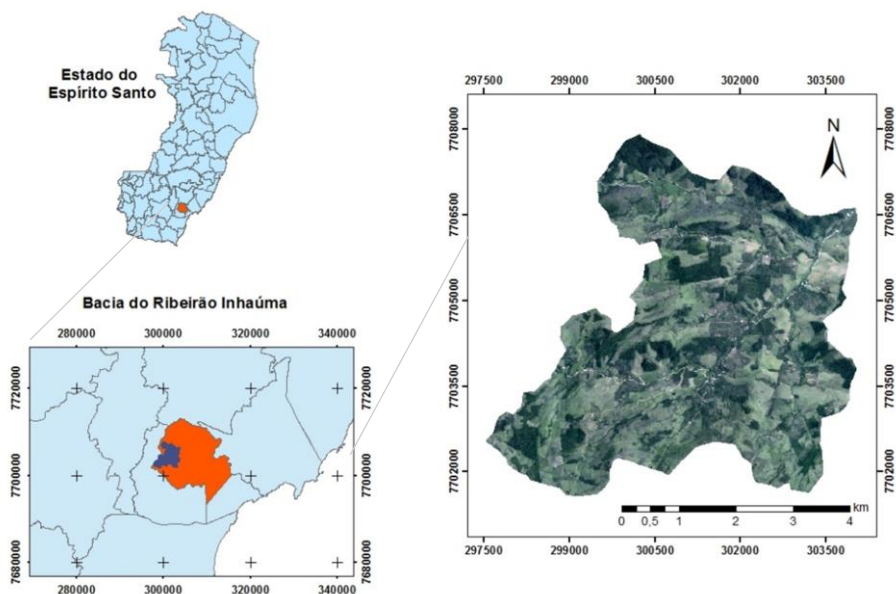 Estado do
Espírito Santo
Bacia do Ribeirão Inhaúma
280000 300000 320000 340000
7720000 7720000
7700000 7700000
7680000 7680000
280000 300000 320000 340000
297500 299000 300500 302000 303500
N
7708000 7708000
7706500 7706500
7705000 7705000
7703500 7703500
7702000 7702000
km
0 0,5 1 2 3 4
297500 299000 300500 302000 303500